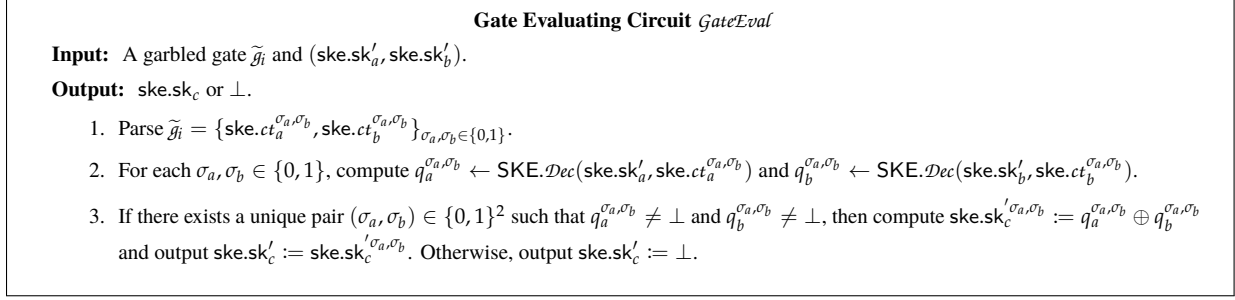 Gate Evaluating Circuit GateEval
Input: A garbled gate g̃ᵢ and (ske.sk′ₐ, ske.sk′_b).
Output: ske.sk_c or ⊥.
1. Parse g̃ᵢ = {ske.ct_a^{σ_a,σ_b}, ske.ct_b^{σ_a,σ_b}}_{σ_a,σ_b∈{0,1}}.
2. For each σ_a, σ_b ∈ {0,1}, compute q_a^{σ_a,σ_b} ← SKE.Dec(ske.sk′_a, ske.ct_a^{σ_a,σ_b}) and q_b^{σ_a,σ_b} ← SKE.Dec(ske.sk′_b, ske.ct_b^{σ_a,σ_b}).
3. If there exists a unique pair (σ_a, σ_b) ∈ {0,1}² such that q_a^{σ_a,σ_b} ≠ ⊥ and q_b^{σ_a,σ_b} ≠ ⊥, then compute ske.sk_c^{′σ_a,σ_b} := q_a^{σ_a,σ_b} ⊕ q_b^{σ_a,σ_b}
and output ske.sk′_c := ske.sk_c^{′σ_a,σ_b}. Otherwise, output ske.sk′_c := ⊥.